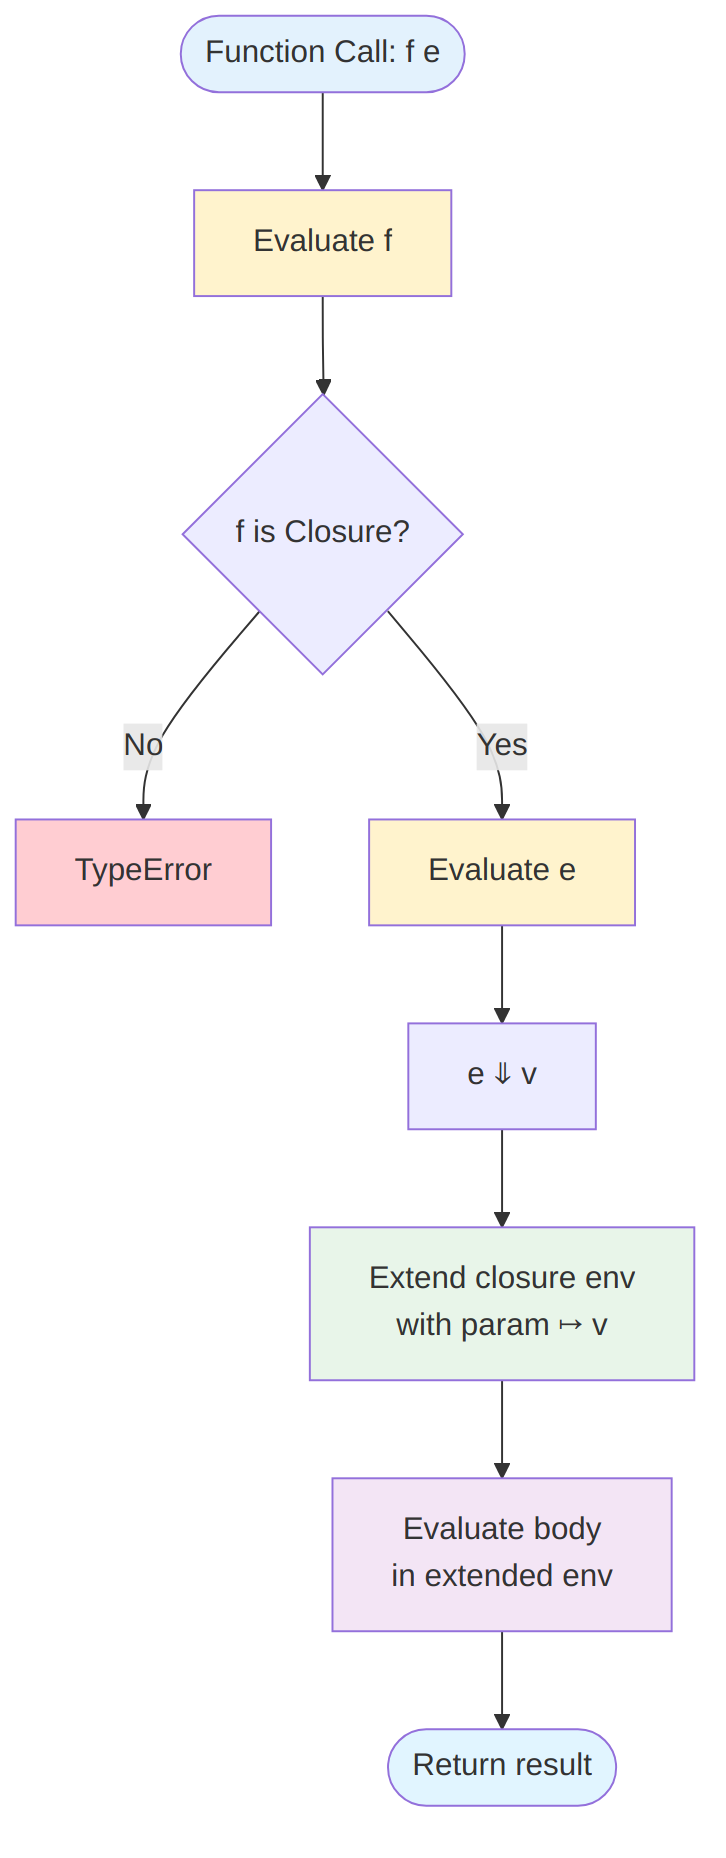 Function Call: f e
Evaluate f
f is Closure?
No
Yes
TypeError
Evaluate e
e ⇓ v
Extend closure env
with param ↦ v
Evaluate body
in extended env
Return result